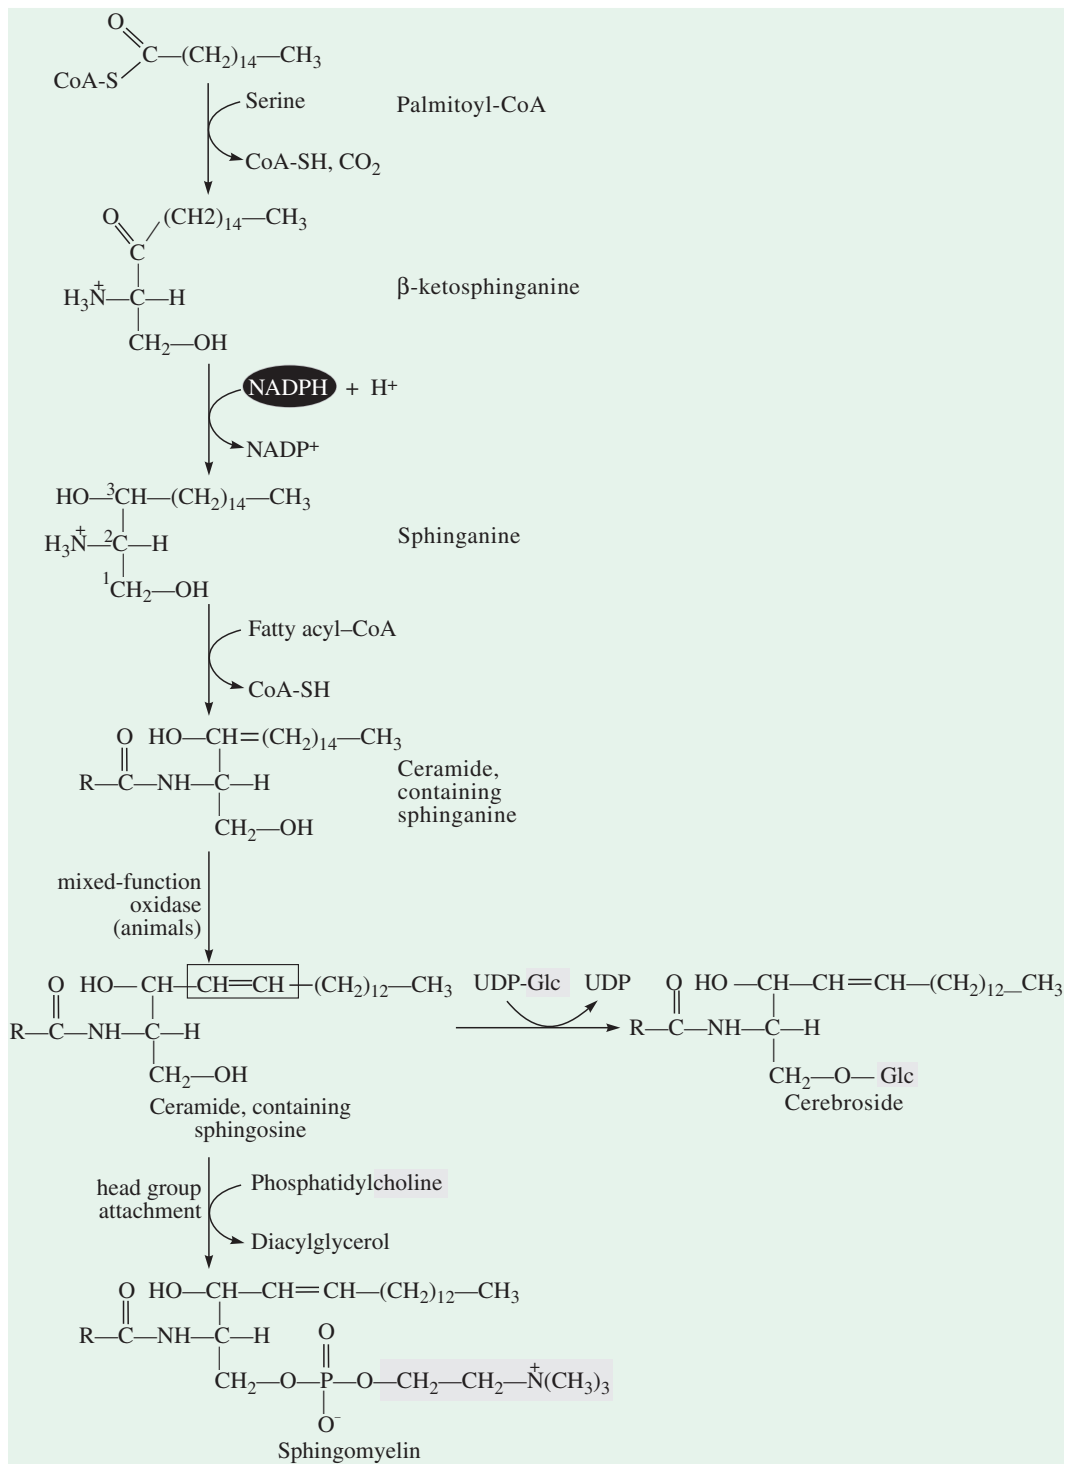 O
C—(CH2)14—CH3
CoA-S
Serine
Palmitoyl-CoA
CoA-SH, CO2
O (CH2)14—CH3
C
H3N+—C—H
β-ketosphinganine
CH2—OH
NADPH + H+
NADP+
HO—3CH—(CH2)14—CH3
H3N+—2C—H
Sphinganine
1CH2—OH
Fatty acyl–CoA
CoA-SH
O HO—CH=(CH2)14—CH3
R—C—NH—C—H
CH2—OH
Ceramide,
containing
sphinganine
mixed-function
oxidase
(animals)
O HO—CH—CH=CH—(CH2)12—CH3
R—C—NH—C—H
CH2—OH
Ceramide, containing
sphingosine
UDP-Glc UDP
O HO—CH—CH=CH—(CH2)12—CH3
R—C—NH—C—H
CH2—O—Glc
Cerebroside
head group
attachment
Phosphatidylcholine
Diacylglycerol
O HO—CH—CH=CH—(CH2)12—CH3
R—C—NH—C—H O
CH2—O—P—O—CH2—CH2—N+(CH3)3
O−
Sphingomyelin